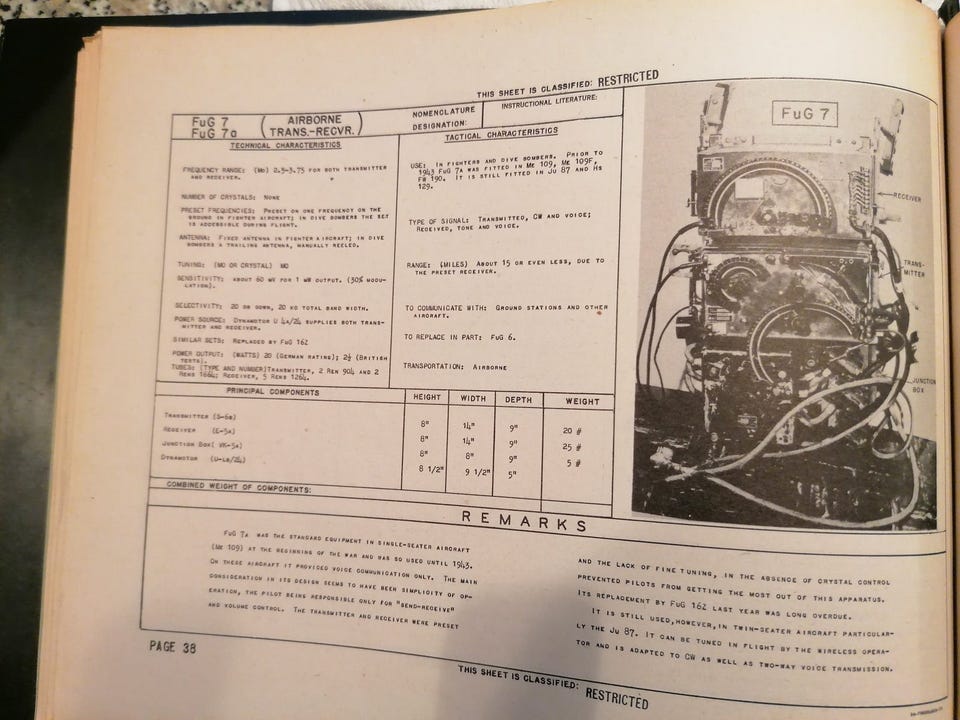 THIS SHEET IS CLASSIFIED: RESTRICTED
FuG 7
FuG 7a
(AIRBORNE
TRANS.-RECVR.)
NOMENCLATURE
DESIGNATION:
INSTRUCTIONAL LITERATURE:
TECHNICAL CHARACTERISTICS
FREQUENCY RANGE: (Mc) 2.5-3.75 FOR BOTH TRANSMITTER
AND RECEIVER.
NUMBER OF CRYSTALS: NONE
PRESET FREQUENCIES: PRESET ON ONE FREQUENCY ON THE
GROUND IN FIGHTER AIRCRAFT; IN DIVE BOMBERS THE SET
IS ACCESSIBLE DURING FLIGHT.
ANTENNA: FIXED ANTENNA IN FIGHTER AIRCRAFT; IN DIVE
BOMBERS A TRAILING ANTENNA, MANUALLY REELED.
TUNING: (MO OR CRYSTAL) MO
SENSITIVITY: ABOUT 60 MV FOR 1 MW OUTPUT. (30% MODU-
LATION).
SELECTIVITY: 20 DB DOWN, 20 KC TOTAL BAND WIDTH.
POWER SOURCE: DYNAMOTOR U 4A/24 SUPPLIES BOTH TRANS-
MITTER AND RECEIVER.
SIMILAR SETS: REPLACED BY FUG 16Z
POWER OUTPUT: (WATTS) 20 (GERMAN RATING); 2½ (BRITISH
TESTS).
TUBES: (TYPE AND NUMBER)TRANSMITTER, 2 REN 904 AND 2
RENS 1664; RECEIVER, 5 RENS 1264.
TACTICAL CHARACTERISTICS
USE: IN FIGHTERS AND DIVE BOMBERS. PRIOR TO
1943 FUG 7A WAS FITTED IN ME 109, ME 109F,
FW 190. IT IS STILL FITTED IN JU 87 AND HS
129.
TYPE OF SIGNAL: TRANSMITTED, CW AND VOICE;
RECEIVED, TONE AND VOICE.
RANGE: (MILES) ABOUT 15 OR EVEN LESS, DUE TO
THE PRESET RECEIVER.
TO COMMUNICATE WITH: GROUND STATIONS AND OTHER
AIRCRAFT.
TO REPLACE IN PART: FUG 6.
TRANSPORTATION: AIRBORNE
FuG 7
RECEIVER
TRANS-
MITTER
JUNCTION
BOX
PRINCIPAL COMPONENTS HEIGHT WIDTH DEPTH WEIGHT
TRANSMITTER (S-6A) 8" 14" 9" 20 #
RECEIVER (E-5A) 8" 14" 9" 25 #
JUNCTION BOX( VK-5A) 8" 8" 9" 5 #
DYNAMOTOR 8 1/2" 9 1/2" 5"
COMBINED WEIGHT OF COMPONENTS:
REMARKS
FUG 7A WAS THE STANDARD EQUIPMENT IN SINGLE-SEATER AIRCRAFT
(ME 109) AT THE BEGINNING OF THE WAR AND WAS SO USED UNTIL 1943.
ON THESE AIRCRAFT IT PROVIDED VOICE COMMUNICATION ONLY. THE MAIN
CONSIDERATION IN ITS DESIGN SEEMS TO HAVE BEEN SIMPLICITY OF OP-
ERATION, THE PILOT BEING RESPONSIBLE ONLY FOR "SEND-RECEIVE"
AND VOLUME CONTROL. THE TRANSMITTER AND RECEIVER WERE PRESET
AND THE LACK OF FINE TUNING, IN THE ABSENCE OF CRYSTAL CONTROL
PREVENTED PILOTS FROM GETTING THE MOST OUT OF THIS APPARATUS.
ITS REPLACEMENT BY FUG 16Z LAST YEAR WAS LONG OVERDUE.
IT IS STILL USED,HOWEVER,IN TWIN-SEATER AIRCRAFT PARTICULAR-
LY THE JU 87. IT CAN BE TUNED IN FLIGHT BY THE WIRELESS OPERA-
TOR AND IS ADAPTED TO CW AS WELL AS TWO-WAY VOICE TRANSMISSION.
PAGE 38
THIS SHEET IS CLASSIFIED: RESTRICTED